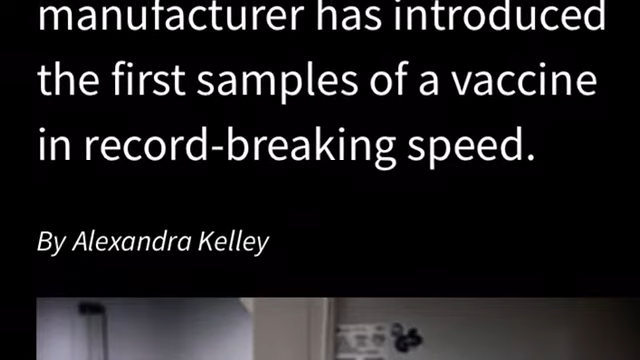 manufacturer has introduced
the first samples of a vaccine
in record-breaking speed.
By Alexandra Kelley